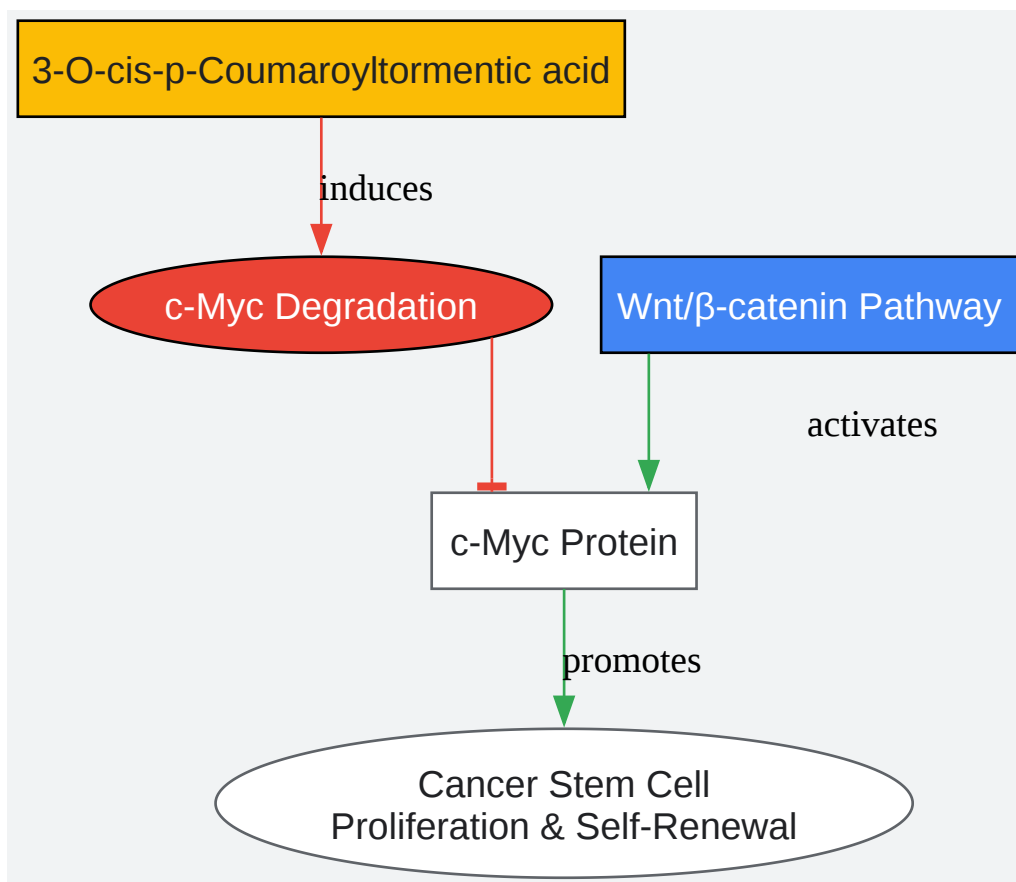 3-O-cis-p-Coumaroyltormentic acid
induces
c-Myc Degradation
Wnt/β-catenin Pathway
activates
c-Myc Protein
promotes
Cancer Stem Cell
Proliferation & Self-Renewal